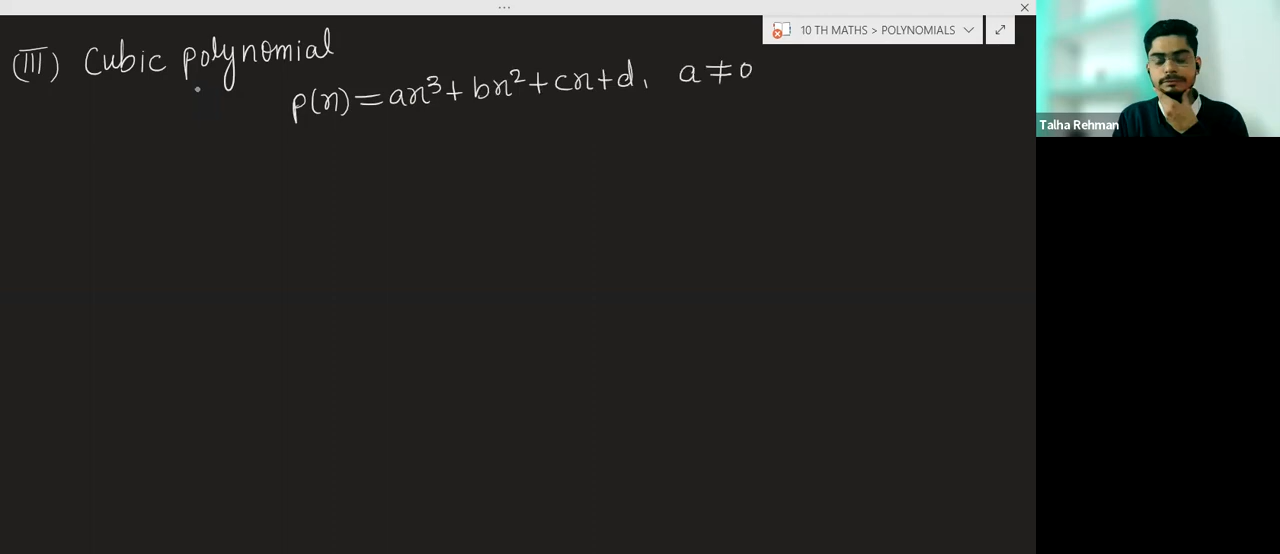 10 TH MATHS > POLYNOMIALS
(III) Cubic polynomial
p(x) = ax³ + bx² + cx + d, a ≠ 0
Talha Rehman